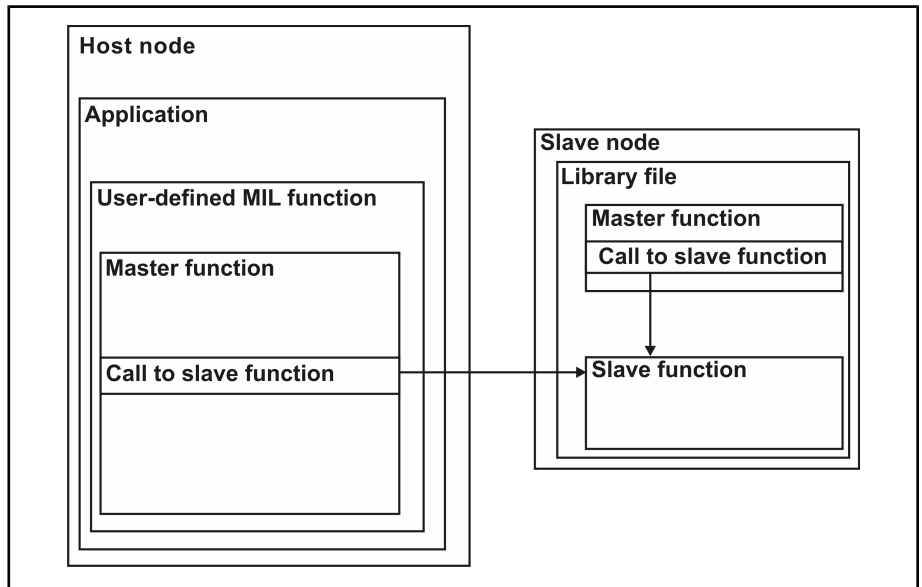 Host node
Application
User-defined MIL function
Master function
Call to slave function
Slave node
Library file
Master function
Call to slave function
Slave function